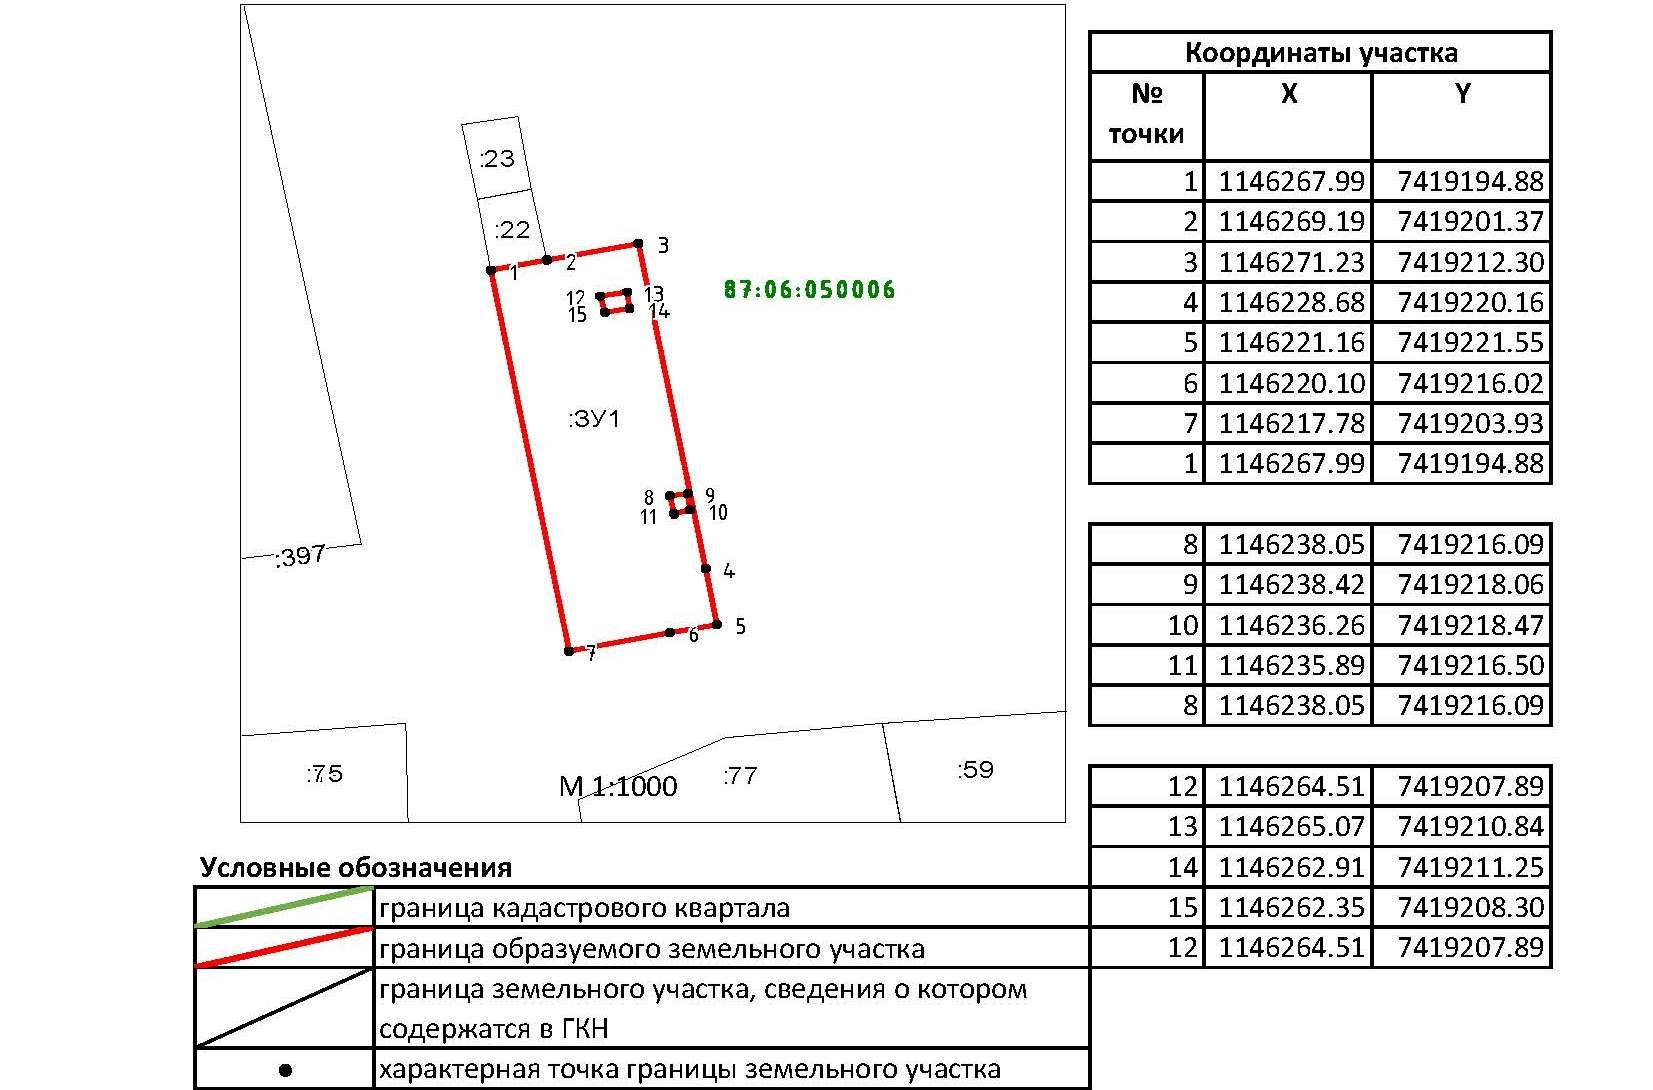 :23
:22
1
2
3
12
13
15
14
87:06:050006
:ЗУ1
8
9
11
10
:397
4
5
6
7
:75
М 1:1000
:77
:59
Координаты участка
№ точки X Y
1 1146267.99 7419194.88
2 1146269.19 7419201.37
3 1146271.23 7419212.30
4 1146228.68 7419220.16
5 1146221.16 7419221.55
6 1146220.10 7419216.02
7 1146217.78 7419203.93
1 1146267.99 7419194.88
8 1146238.05 7419216.09
9 1146238.42 7419218.06
10 1146236.26 7419218.47
11 1146235.89 7419216.50
8 1146238.05 7419216.09
12 1146264.51 7419207.89
13 1146265.07 7419210.84
14 1146262.91 7419211.25
15 1146262.35 7419208.30
12 1146264.51 7419207.89
Условные обозначения
граница кадастрового квартала
граница образуемого земельного участка
граница земельного участка, сведения о котором
содержатся в ГКН
характерная точка границы земельного участка